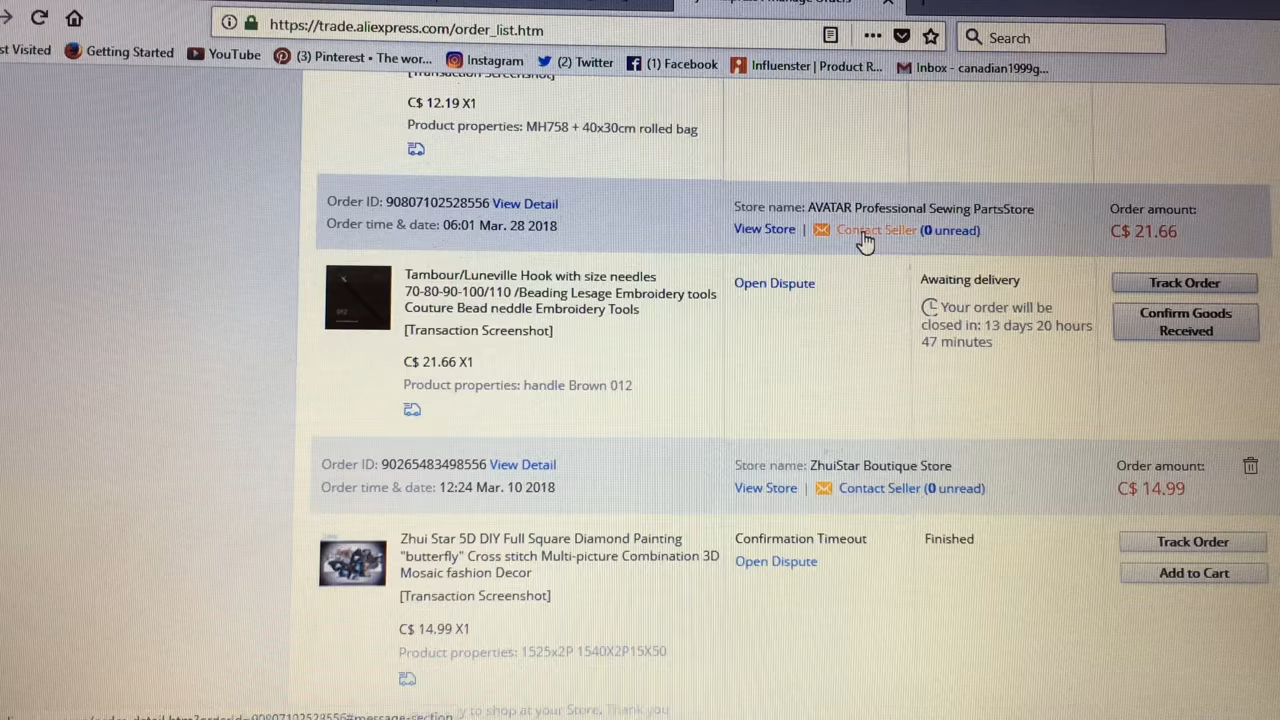 https://trade.aliexpress.com/order_list.htm
Search
st Visited
Getting Started
YouTube
(3) Pinterest • The wor...
Instagram
(2) Twitter
(1) Facebook
Influenster | Product R...
Inbox - canadian1999g...
[Transaction Screenshot]
C$ 12.19 X1
Product properties: MH758 + 40x30cm rolled bag
Order ID: 90807102528556 View Detail
Order time & date: 06:01 Mar. 28 2018
Store name: AVATAR Professional Sewing PartsStore
View Store | Contact Seller (0 unread)
Order amount:
C$ 21.66
Tambour/Luneville Hook with size needles
70-80-90-100/110 /Beading Lesage Embroidery tools
Couture Bead neddle Embroidery Tools
[Transaction Screenshot]
C$ 21.66 X1
Product properties: handle Brown 012
Open Dispute
Awaiting delivery
Your order will be
closed in: 13 days 20 hours
47 minutes
Track Order
Confirm Goods
Received
Order ID: 90265483498556 View Detail
Order time & date: 12:24 Mar. 10 2018
Store name: ZhuiStar Boutique Store
View Store | Contact Seller (0 unread)
Order amount:
C$ 14.99
Zhui Star 5D DIY Full Square Diamond Painting
"butterfly" Cross stitch Multi-picture Combination 3D
Mosaic fashion Decor
[Transaction Screenshot]
C$ 14.99 X1
Product properties: 1525x2P 1540X2P15X50
Confirmation Timeout
Open Dispute
Finished
Track Order
Add to Cart
y to shop at your Store. Thank you